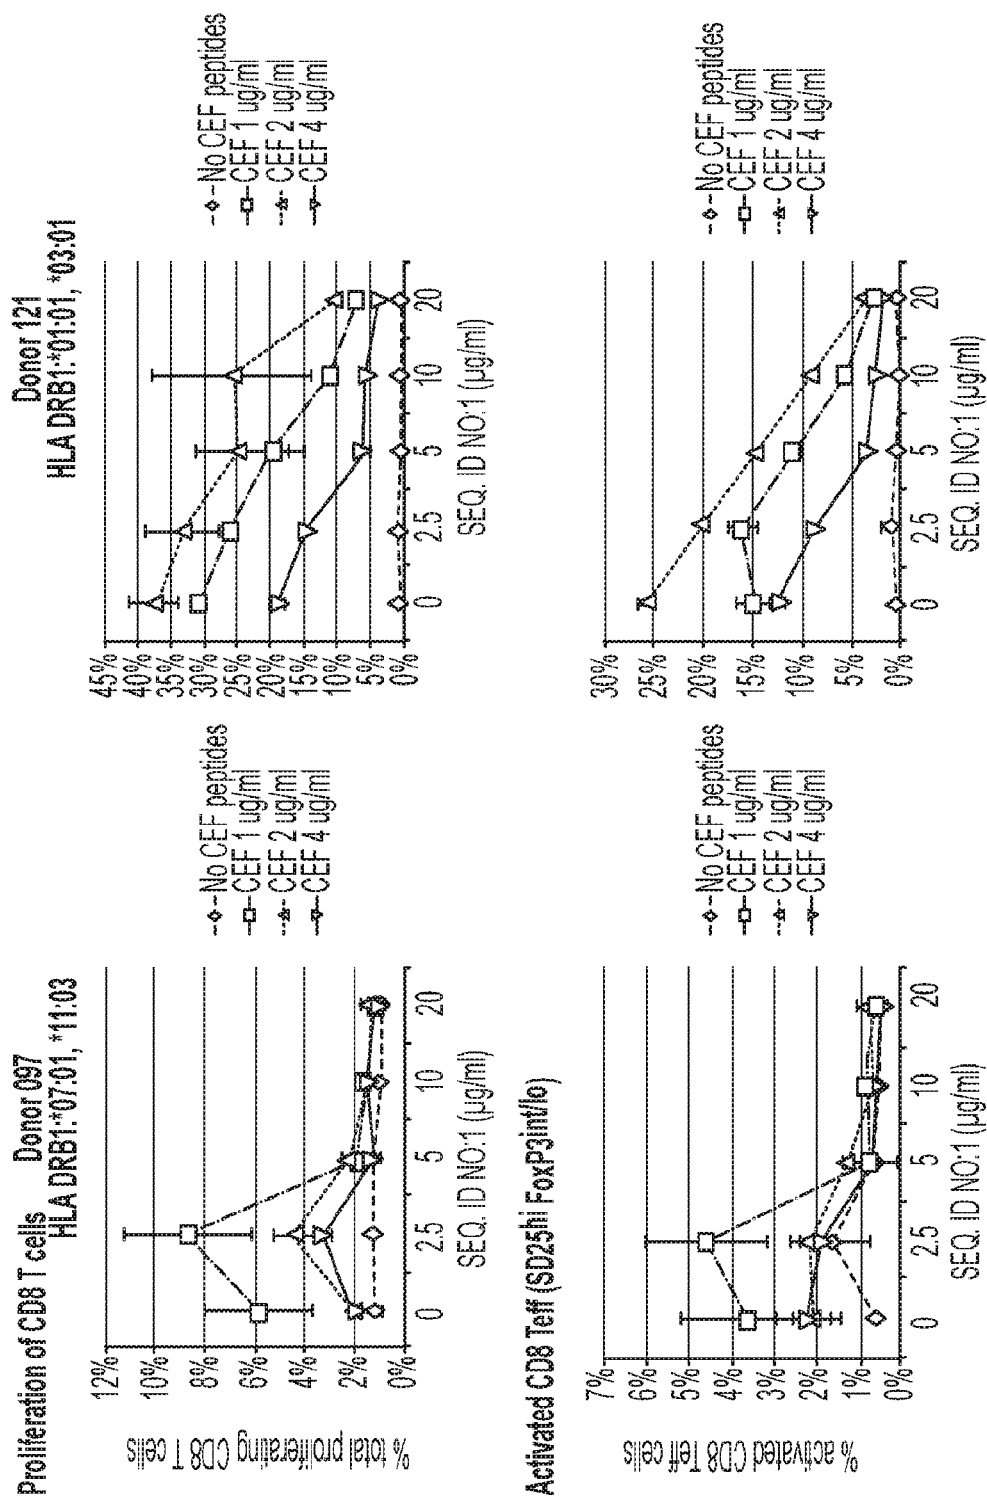 Proliferation of CD8 T cells
Donor 097
HLA DRB1:*07:01, *11:03
% total proliferating CD8 T cells
12%
10%
8%
6%
4%
2%
0%
0 2.5 5 10 20
SEQ. ID NO:1 (µg/ml)
No CEF peptides
CEF 1 ug/ml
CEF 2 ug/ml
CEF 4 ug/ml
Donor 121
HLA DRB1:*01:01, *03:01
45%
40%
35%
30%
25%
20%
15%
10%
5%
0%
0 2.5 5 10 20
SEQ. ID NO:1 (µg/ml)
No CEF peptides
CEF 1 ug/ml
CEF 2 ug/ml
CEF 4 ug/ml
Activated CD8 Teff (SD25hi FoxP3int/lo)
% activated CD8 Teff cells
7%
6%
5%
4%
3%
2%
1%
0%
0 2.5 5 10 20
SEQ. ID NO:1 (µg/ml)
No CEF peptides
CEF 1 ug/ml
CEF 2 ug/ml
CEF 4 ug/ml
30%
25%
20%
15%
10%
5%
0%
0 2.5 5 10 20
SEQ. ID NO:1 (µg/ml)
No CEF peptides
CEF 1 ug/ml
CEF 2 ug/ml
CEF 4 ug/ml